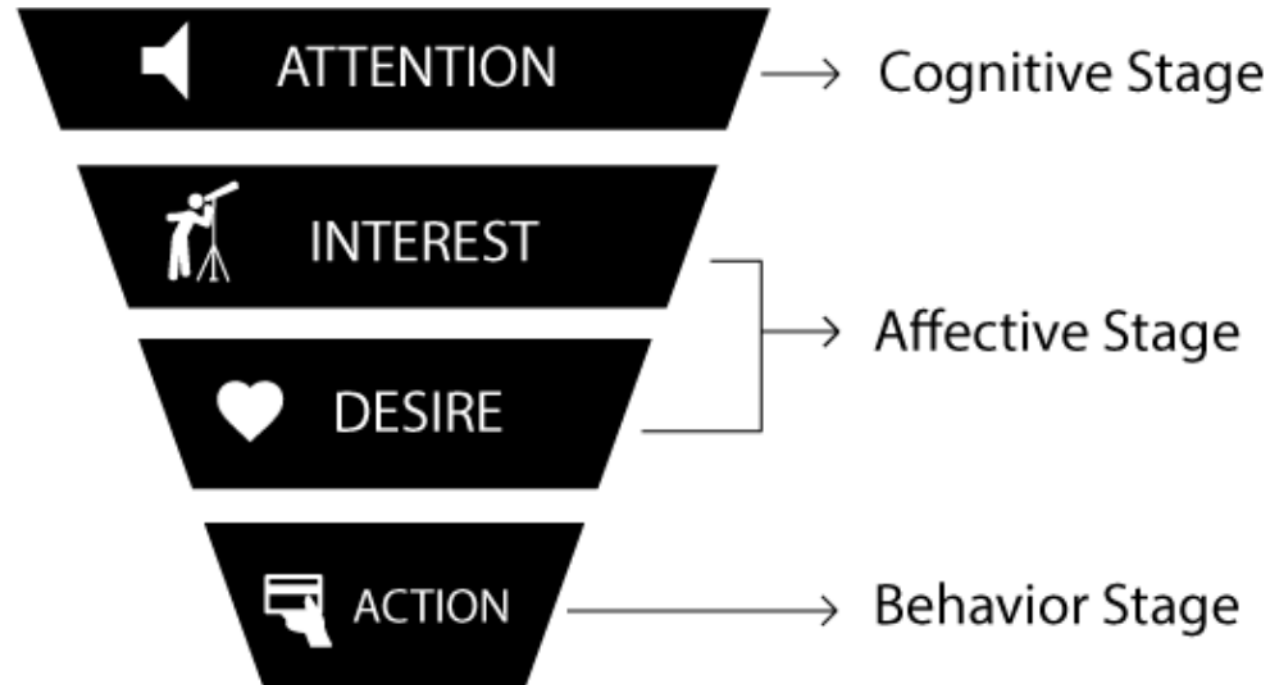 ATTENTION
Cognitive Stage
INTEREST
Affective Stage
DESIRE
ACTION
Behavior Stage